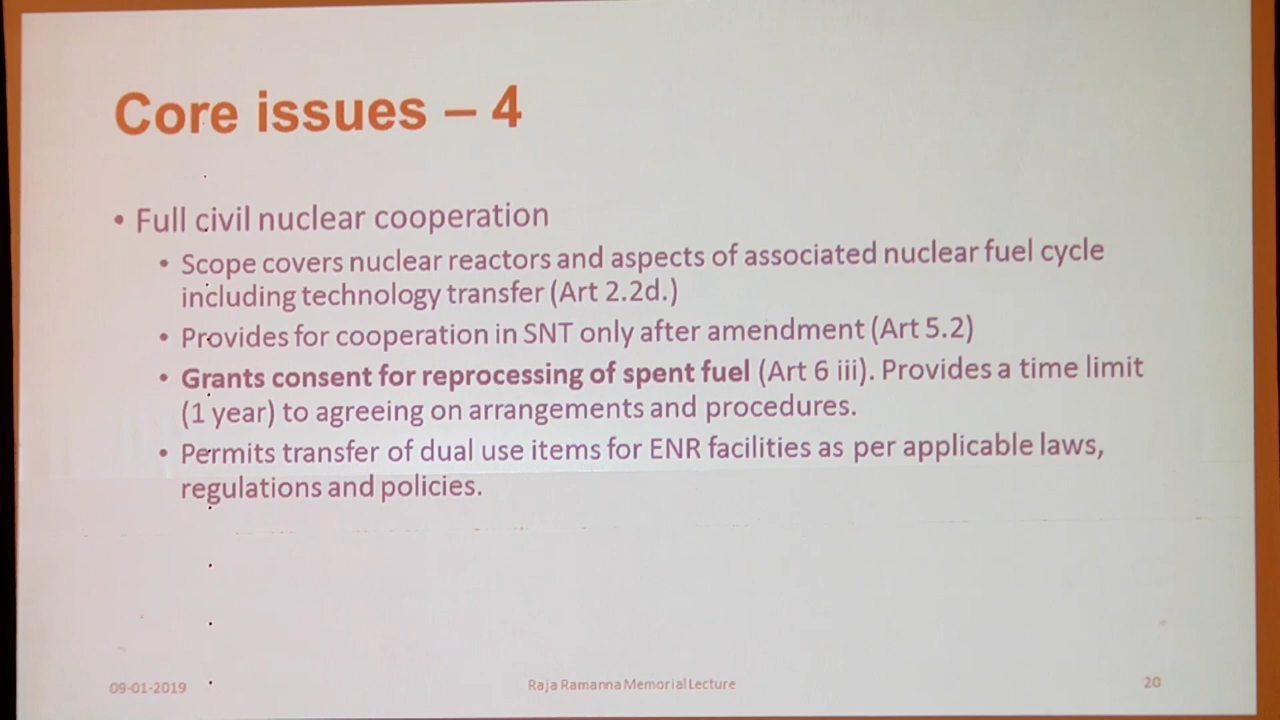 Core issues – 4
• Full civil nuclear cooperation
• Scope covers nuclear reactors and aspects of associated nuclear fuel cycle
including technology transfer (Art 2.2d.)
• Provides for cooperation in SNT only after amendment (Art 5.2)
• Grants consent for reprocessing of spent fuel (Art 6 iii). Provides a time limit
(1 year) to agreeing on arrangements and procedures.
• Permits transfer of dual use items for ENR facilities as per applicable laws,
regulations and policies.
09-01-2019 Raja Ramanna Memorial Lecture 20